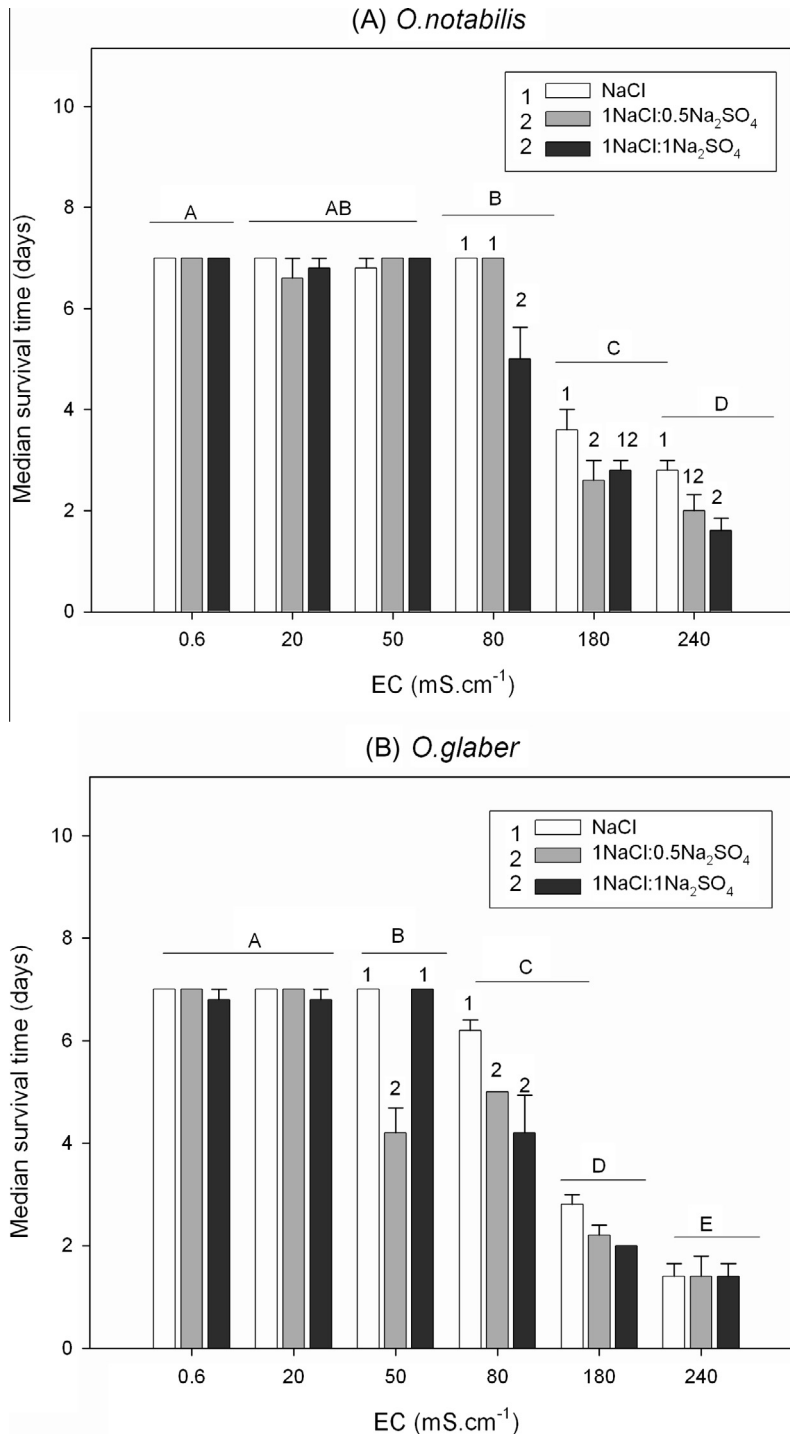 (A) O.notabilis
10
8
6
4
2
0
Median survival time (days)
1 NaCl
2 1NaCl:0.5Na₂SO₄
2 1NaCl:1Na₂SO₄
A
AB
B
1 1
2
C
1
2 12
D
1
12
2
0.6 20 50 80 180 240
EC (mS.cm⁻¹)
(B) O.glaber
10
8
6
4
2
0
Median survival time (days)
1 NaCl
2 1NaCl:0.5Na₂SO₄
2 1NaCl:1Na₂SO₄
A
B
1 1
2
C
1
2 2
D
E
0.6 20 50 80 180 240
EC (mS.cm⁻¹)